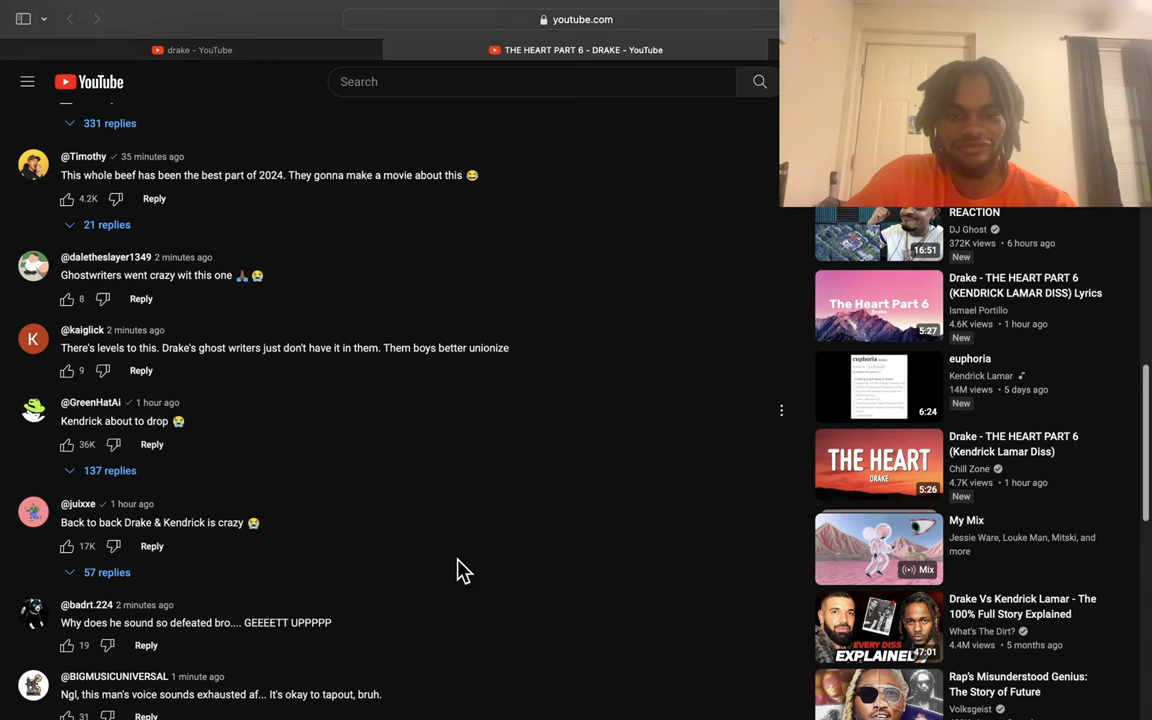 youtube.com
drake - YouTube
THE HEART PART 6 - DRAKE - YouTube
YouTube
Search
331 replies
@Timothy 35 minutes ago
This whole beef has been the best part of 2024. They gonna make a movie about this 😂
4.2K Reply
21 replies
@daletheslayer1349 2 minutes ago
Ghostwriters went crazy wit this one 🙏🏾😭
8 Reply
@kaiglick 2 minutes ago
There's levels to this. Drake's ghost writers just don't have it in them. Them boys better unionize
9 Reply
K
@GreenHatAi 1 hour ago
Kendrick about to drop 😭
36K Reply
137 replies
@juixxe 1 hour ago
Back to back Drake & Kendrick is crazy 😭
17K Reply
57 replies
@badrt.224 2 minutes ago
Why does he sound so defeated bro.... GEEEETT UPPPPP
19 Reply
@BIGMUSICUNIVERSAL 1 minute ago
Ngl, this man's voice sounds exhausted af... It's okay to tapout, bruh.
31 Reply
REACTION
DJ Ghost
372K views • 6 hours ago
New
16:51
Drake - THE HEART PART 6
(KENDRICK LAMAR DISS) Lyrics
Ismael Portillo
4.6K views • 1 hour ago
New
The Heart Part 6
Drake
5:27
euphoria
Kendrick Lamar
14M views • 5 days ago
New
euphoria
6:24
Drake - THE HEART PART 6
(Kendrick Lamar Diss)
Chill Zone
4.7K views • 1 hour ago
New
THE HEART
DRAKE
5:26
My Mix
Jessie Ware, Louke Man, Mitski, and
more
Mix
Drake Vs Kendrick Lamar - The
100% Full Story Explained
What's The Dirt?
4.4M views • 5 months ago
EVERY DISS
EXPLAINED
47:01
Rap's Misunderstood Genius:
The Story of Future
Volksgeist